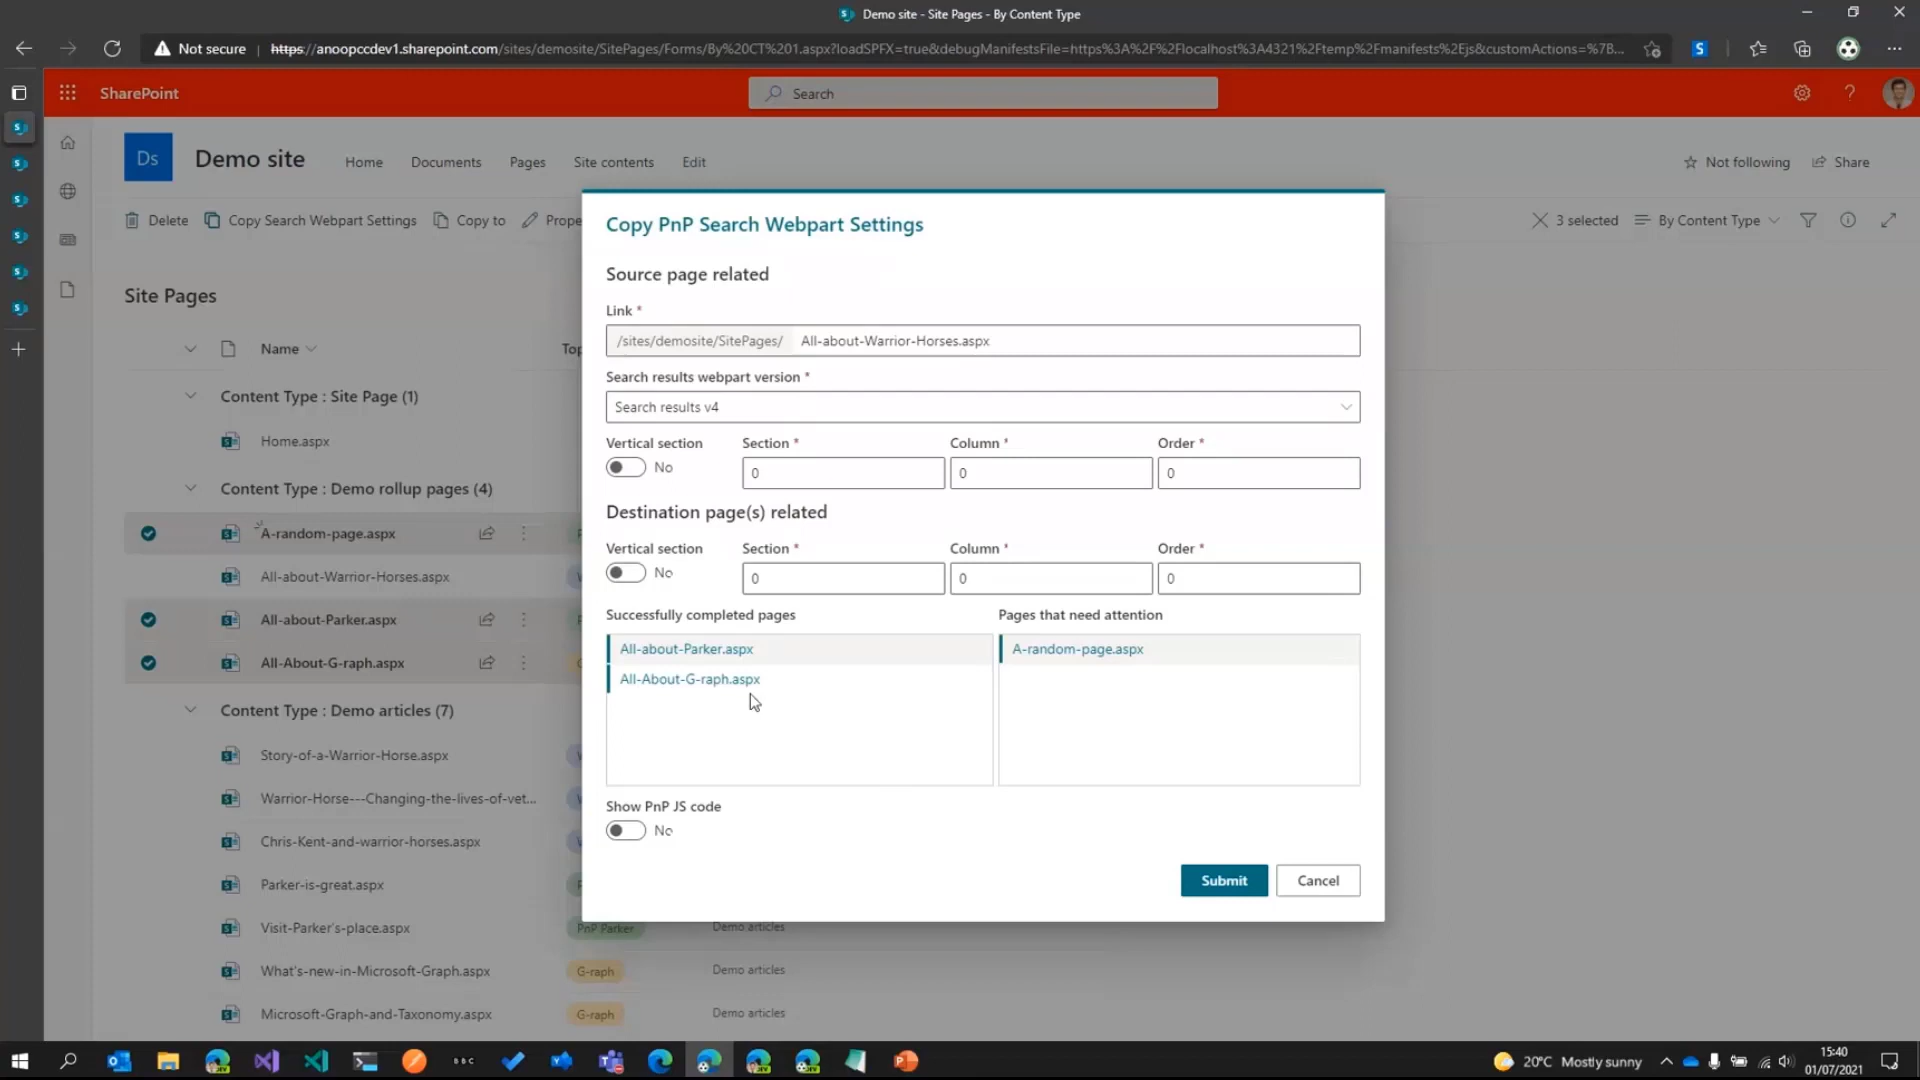 Demo site - Site Pages - By Content Type
Not secure | https://anoopccdev1.sharepoint.com/sites/demosite/SitePages/Forms/By%20CT%201.aspx?loadSPFX=true&debugManifestsFile=https%3A%2F%2Flocalhost%3A4321%2Ftemp%2Fmanifests%2Ejs&customActions=%7B...
SharePoint
Search
Ds
Demo site
Home
Documents
Pages
Site contents
Edit
Not following
Share
Delete
Copy Search Webpart Settings
Copy to
Prope
3 selected
By Content Type
Site Pages
Name
Top
Content Type : Site Page (1)
Home.aspx
Content Type : Demo rollup pages (4)
A-random-page.aspx
All-about-Warrior-Horses.aspx
All-about-Parker.aspx
All-About-G-raph.aspx
Content Type : Demo articles (7)
Story-of-a-Warrior-Horse.aspx
Warrior-Horse---Changing-the-lives-of-vet...
Chris-Kent-and-warrior-horses.aspx
Parker-is-great.aspx
Visit-Parker's-place.aspx
PnP Parker
Demo articles
What's-new-in-Microsoft-Graph.aspx
G-raph
Demo articles
Microsoft-Graph-and-Taxonomy.aspx
G-raph
Demo articles
Copy PnP Search Webpart Settings
Source page related
Link *
/sites/demosite/SitePages/ All-about-Warrior-Horses.aspx
Search results webpart version *
Search results v4
Vertical section
Section *
Column *
Order *
No
0
0
0
Destination page(s) related
Vertical section
Section *
Column *
Order *
No
0
0
0
Successfully completed pages
Pages that need attention
All-about-Parker.aspx
A-random-page.aspx
All-About-G-raph.aspx
Show PnP JS code
No
Submit
Cancel
20°C Mostly sunny
15:40
01/07/2021